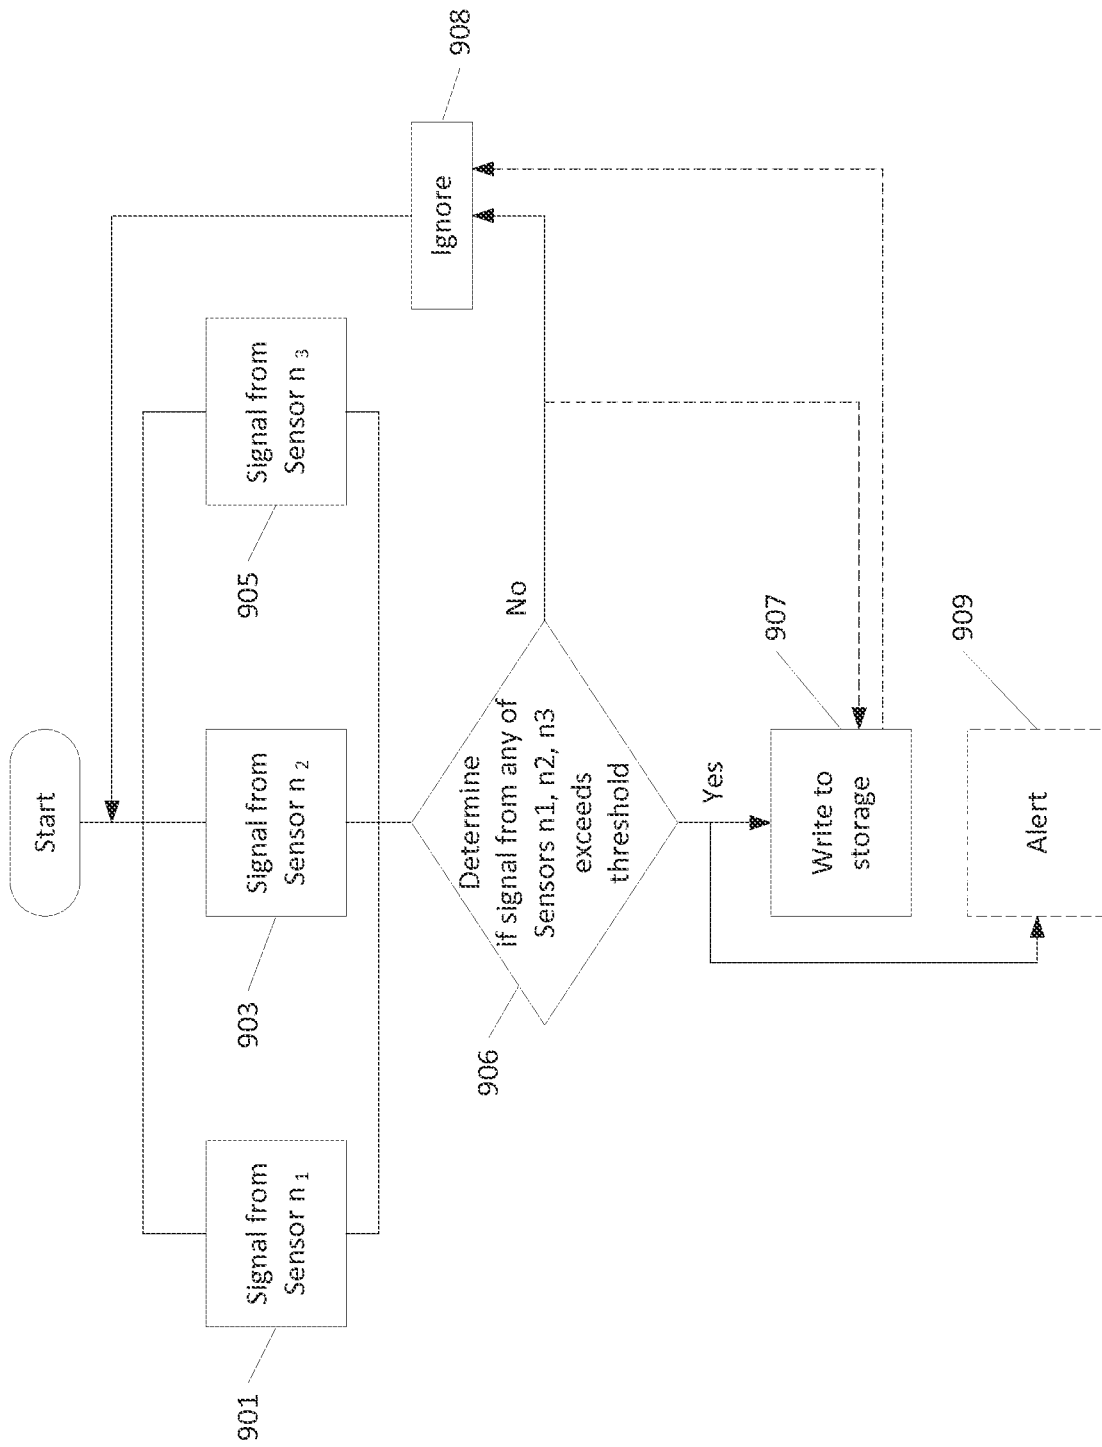 Start
Signal from
Sensor n 1
901
Signal from
Sensor n 2
903
Signal from
Sensor n 3
905
Determine
if signal from any of
Sensors n1, n2, n3
exceeds
threshold
906
No
Ignore
908
Yes
Write to
storage
907
Alert
909